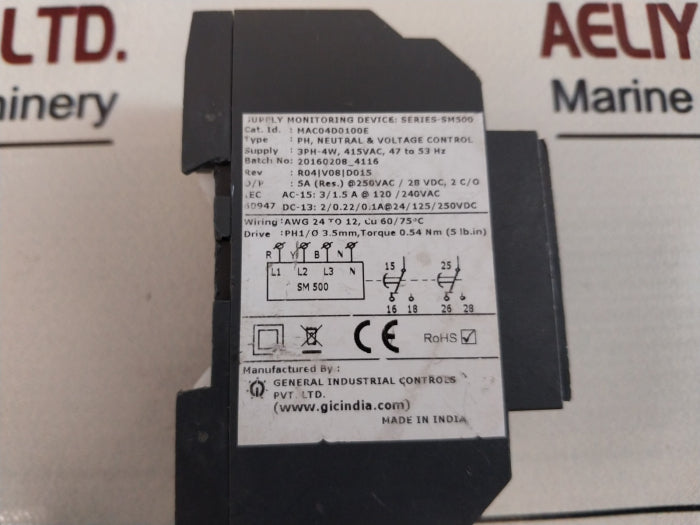 LTD.
AELIY
hinery
Marine
SUPPLY MONITORING DEVICE: SERIES-SM500
Cat. Id. : MAC04D0100E
Type : PH, NEUTRAL & VOLTAGE CONTROL
Supply : 3PH-4W, 415VAC, 47 to 53 Hz
Batch No: 20160208_4116
Rev : R04|V08|D015
O/P : 5A (Res.) @250VAC / 28 VDC, 2 C/O
IEC AC-15: 3/1.5 A @ 120 /240VAC
60947 DC-13: 2/0.22/0.1A@24/125/250VDC
Wiring : AWG 24 TO 12, Cu 60/75°C
Drive : PH1/Ø 3.5mm,Torque 0.54 Nm (5 lb.in)
R Y B N
L1 L2 L3 N
SM 500
15 25
16 18 26 28
CE RoHS
Manufactured By :
GENERAL INDUSTRIAL CONTROLS
PVT. LTD.
(www.gicindia.com)
MADE IN INDIA